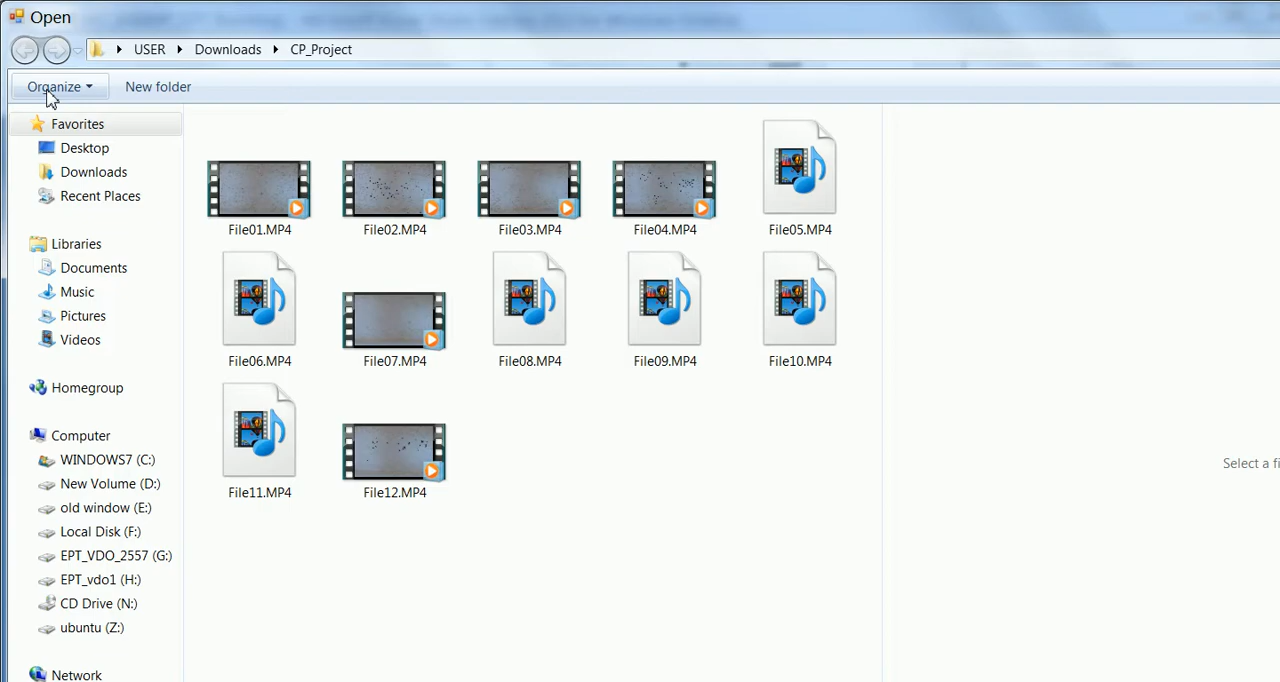 Open
USER Downloads CP_Project
Organize New folder
Favorites
Desktop
Downloads
Recent Places
Libraries
Documents
Music
Pictures
Videos
Homegroup
Computer
WINDOWS7 (C:)
New Volume (D:)
old window (E:)
Local Disk (F:)
EPT_VDO_2557 (G:)
EPT_vdo1 (H:)
CD Drive (N:)
ubuntu (Z:)
Network
File01.MP4 File02.MP4 File03.MP4 File04.MP4 File05.MP4
File06.MP4 File07.MP4 File08.MP4 File09.MP4 File10.MP4
File11.MP4 File12.MP4
Select a fi